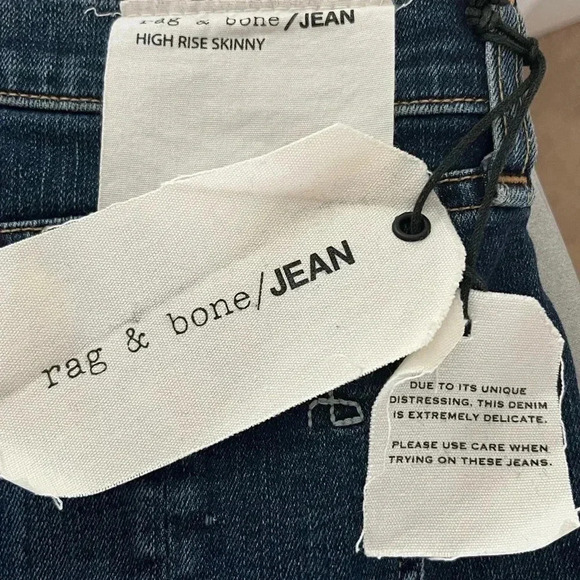 rag & bone/JEAN
HIGH RISE SKINNY
rag & bone/JEAN
DUE TO ITS UNIQUE
DISTRESSING, THIS DENIM
IS EXTREMELY DELICATE.
PLEASE USE CARE WHEN
TRYING ON THESE JEANS.